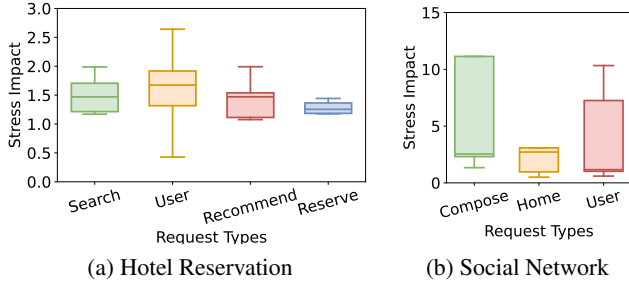 Stress Impact
3.0
2.5
2.0
1.5
1.0
0.5
0.0
Search
User
Recommend
Reserve
Request Types
(a) Hotel Reservation
Stress Impact
15
10
5
0
Compose
Home
User
Request Types
(b) Social Network